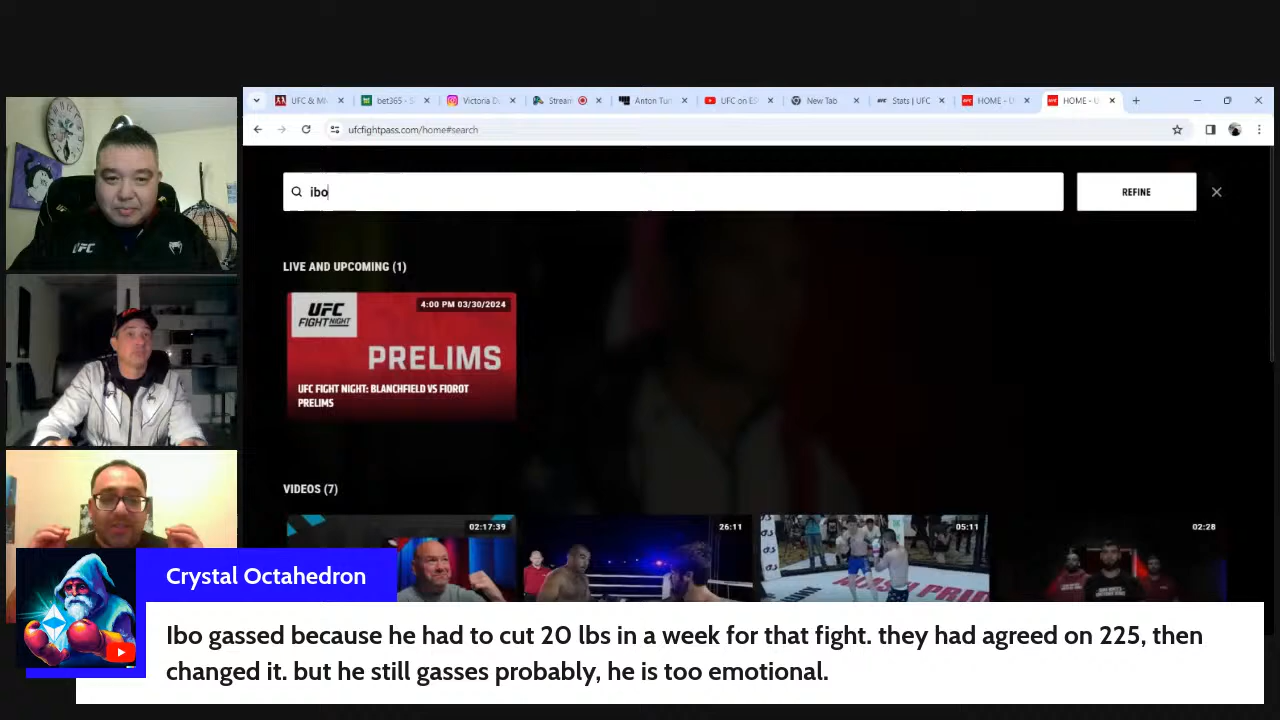 UFC & MM
bet365 - S
Victoria Du
Stream
Anton Tur
UFC on ES
New Tab
Stats | UFC
HOME - U
HOME - U
ufcfightpass.com/home#search
ibo
REFINE
LIVE AND UPCOMING (1)
UFC
FIGHT NIGHT
4:00 PM 03/30/2024
PRELIMS
UFC FIGHT NIGHT: BLANCHFIELD VS FIOROT
PRELIMS
VIDEOS (7)
02:17:39
26:11
05:11
02:28
UFC
Crystal Octahedron
Ibo gassed because he had to cut 20 lbs in a week for that fight. they had agreed on 225, then
changed it. but he still gasses probably, he is too emotional.